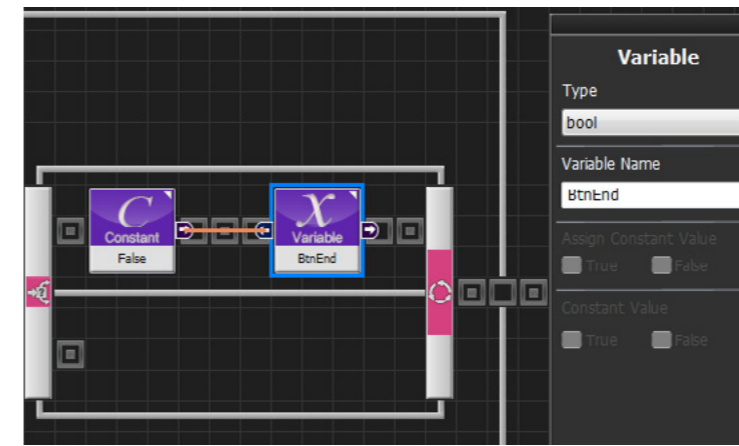 C
Constant
False
X
Variable
BtnEnd
Variable
Type
bool
Variable Name
BtnEnd
Assign Constant Value
True False
Constant Value
True False